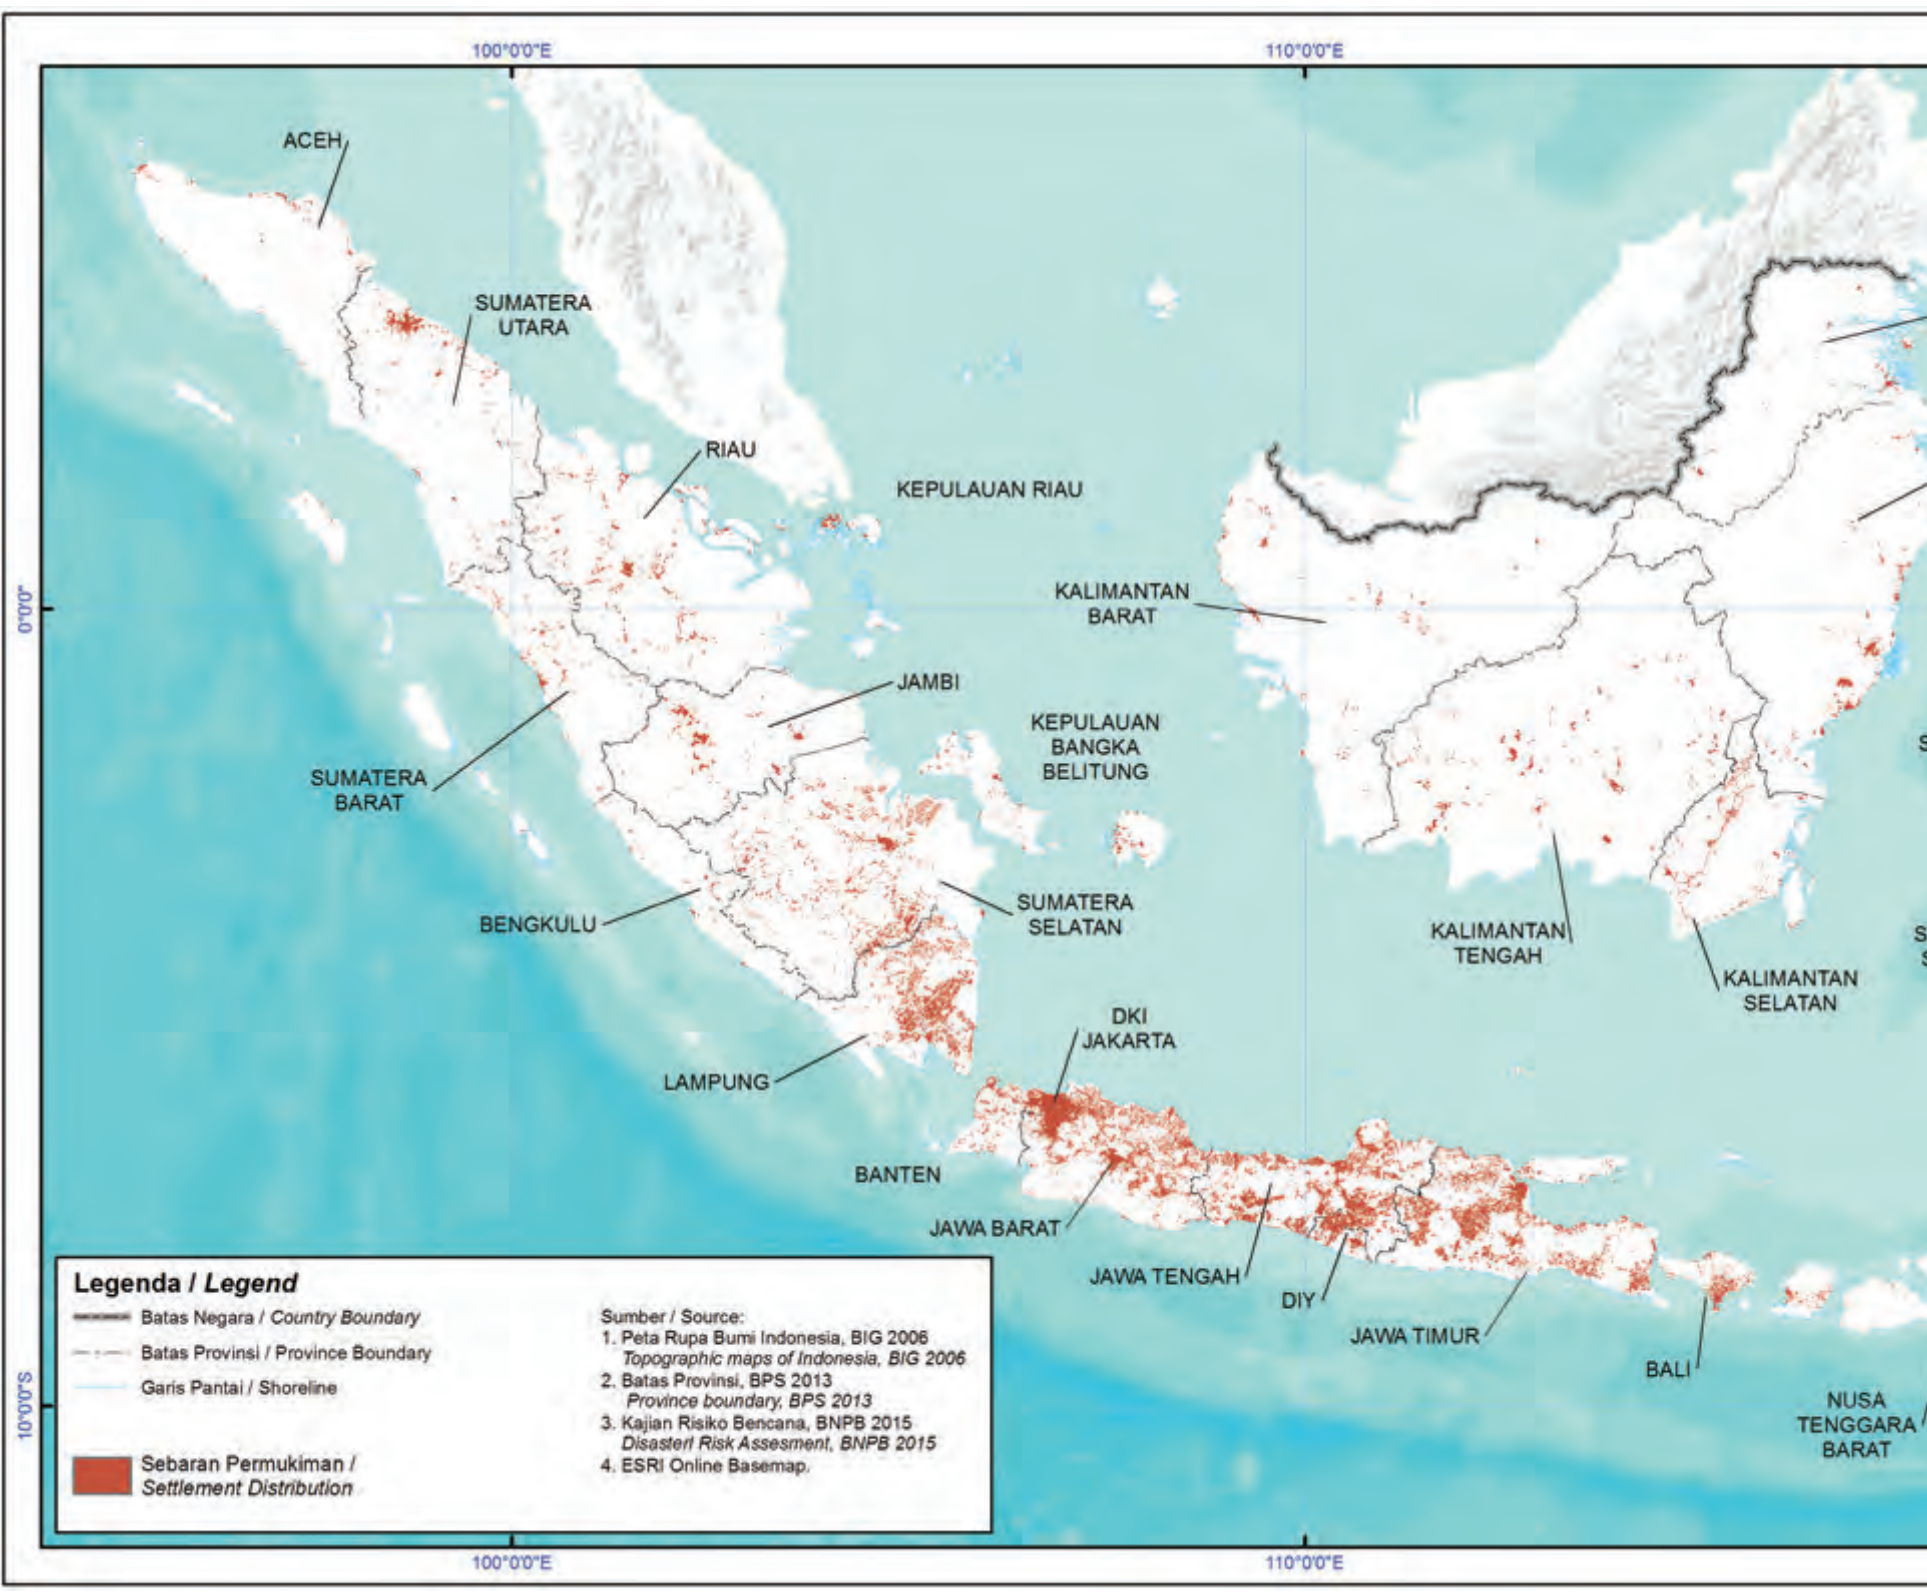 100°0'0"E
110°0'0"E
ACEH
SUMATERA
UTARA
RIAU
KEPULAUAN RIAU
0°0'0"
KALIMANTAN
BARAT
JAMBI
KEPULAUAN
BANGKA
BELITUNG
S
SUMATERA
BARAT
BENGKULU
SUMATERA
SELATAN
KALIMANTAN
TENGAH
S
S
KALIMANTAN
SELATAN
DKI
JAKARTA
LAMPUNG
BANTEN
JAWA BARAT
JAWA TENGAH
DIY
JAWA TIMUR
BALI
NUSA
TENGGARA
BARAT
10°0'0"S
Legenda / Legend
Batas Negara / Country Boundary
Batas Provinsi / Province Boundary
Garis Pantai / Shoreline
Sebaran Permukiman /
Settlement Distribution
Sumber / Source:
1. Peta Rupa Bumi Indonesia, BIG 2006
Topographic maps of Indonesia, BIG 2006
2. Batas Provinsi, BPS 2013
Province boundary, BPS 2013
3. Kajian Risiko Bencana, BNPB 2015
Disasterl Risk Assesment, BNPB 2015
4. ESRI Online Basemap.
100°0'0"E
110°0'0"E